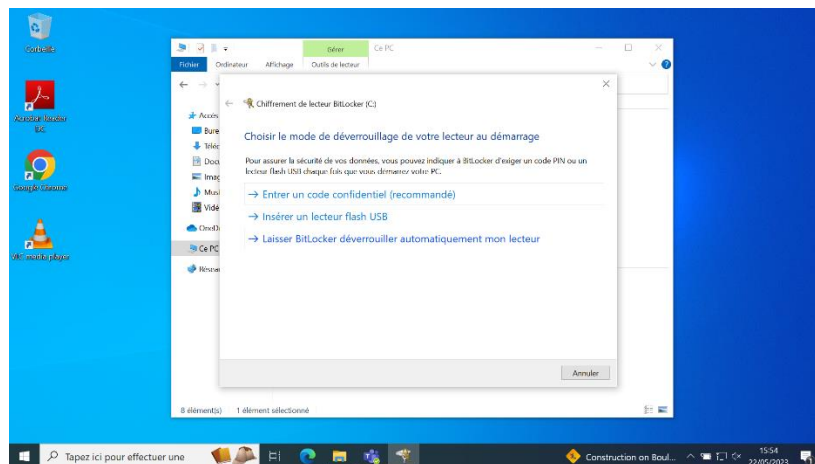 Corbeille
Acrobat Reader
DC
Google Chrome
VLC media player
Gérer
Ce PC
Fichier
Ordinateur
Affichage
Outils de lecteur
Accès
Bure
Téléc
Docu
Imag
Musi
Vidé
OneD
Ce PC
Résea
Chiffrement de lecteur BitLocker (C:)
Choisir le mode de déverrouillage de votre lecteur au démarrage
Pour assurer la sécurité de vos données, vous pouvez indiquer à BitLocker d'exiger un code PIN ou un
lecteur flash USB chaque fois que vous démarrez votre PC.
→ Entrer un code confidentiel (recommandé)
→ Insérer un lecteur flash USB
→ Laisser BitLocker déverrouiller automatiquement mon lecteur
Annuler
8 élément(s)
1 élément sélectionné
Tapez ici pour effectuer une
Construction on Boul...
15:54
22/05/2023